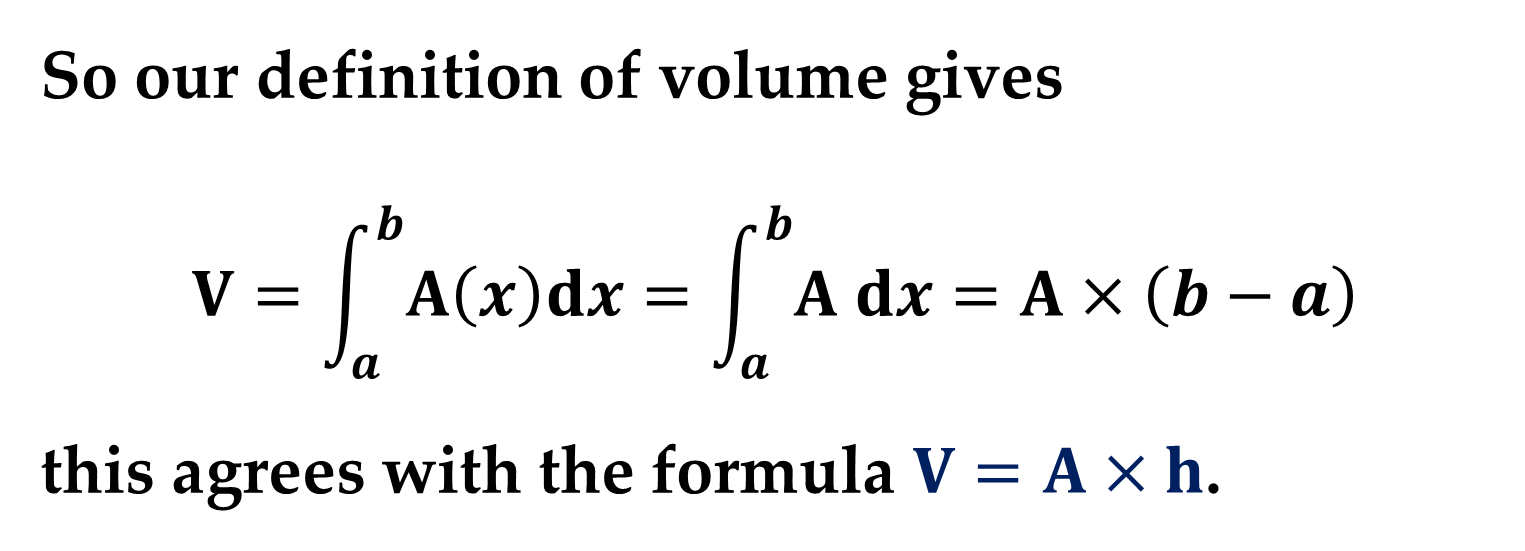 So our definition of volume gives
V = ∫_a^b A(x)dx = ∫_a^b A dx = A × (b − a)
this agrees with the formula V = A × h.